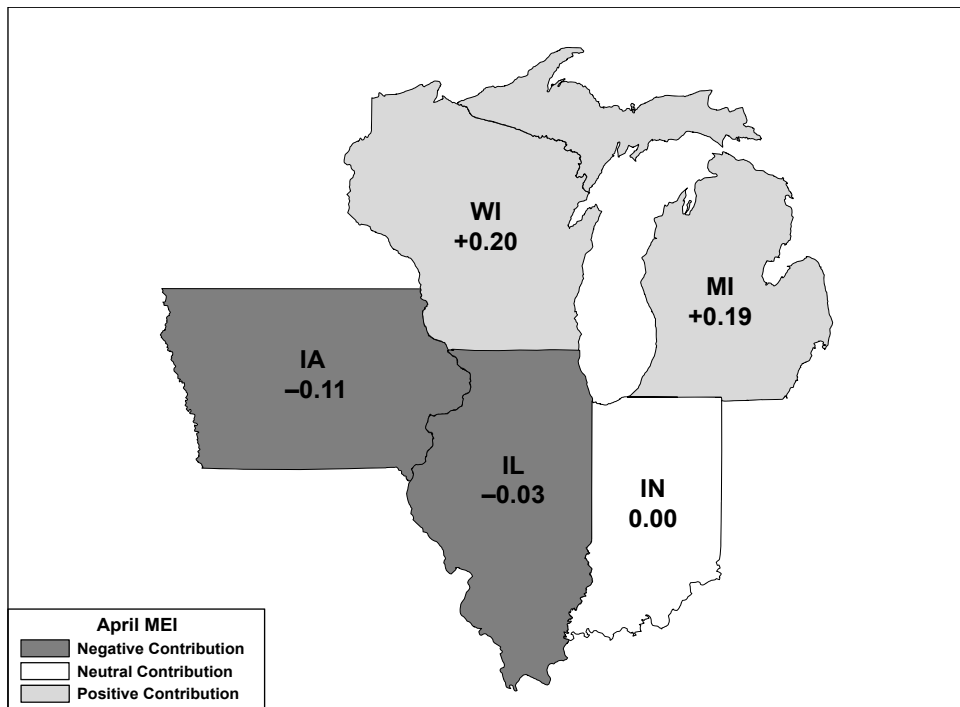 WI
+0.20
MI
+0.19
IA
–0.11
IL
–0.03
IN
0.00
April MEI
Negative Contribution
Neutral Contribution
Positive Contribution